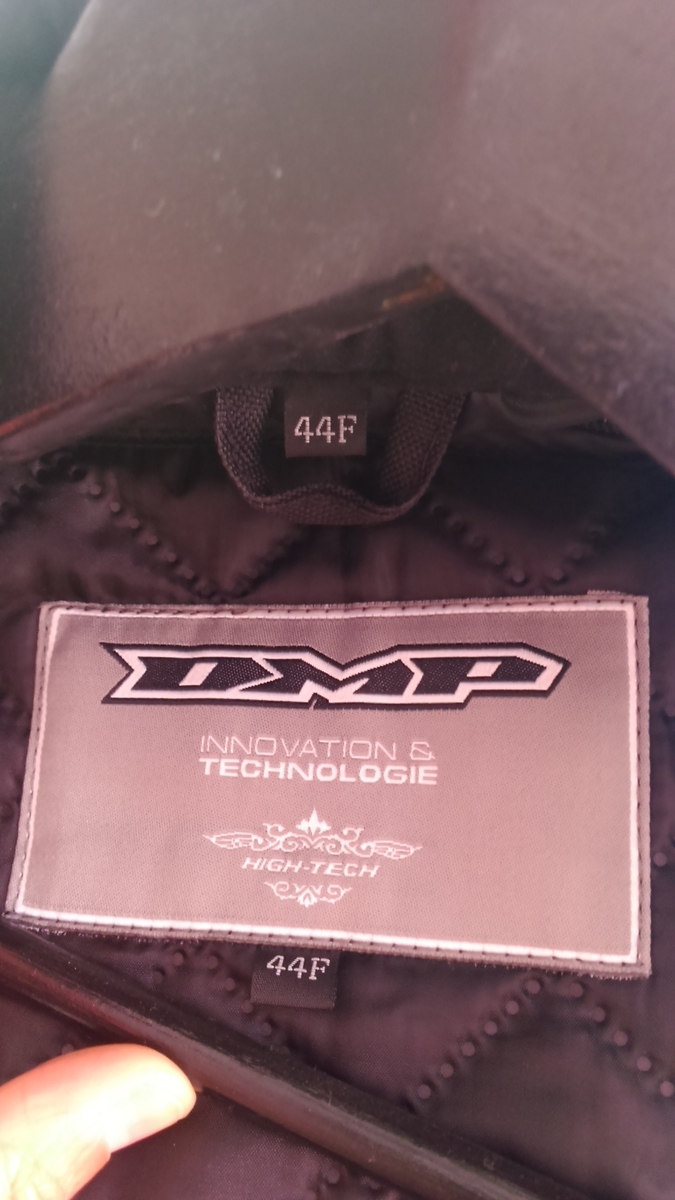 44F
DMP
INNOVATION &
TECHNOLOGIE
HIGH-TECH
44F